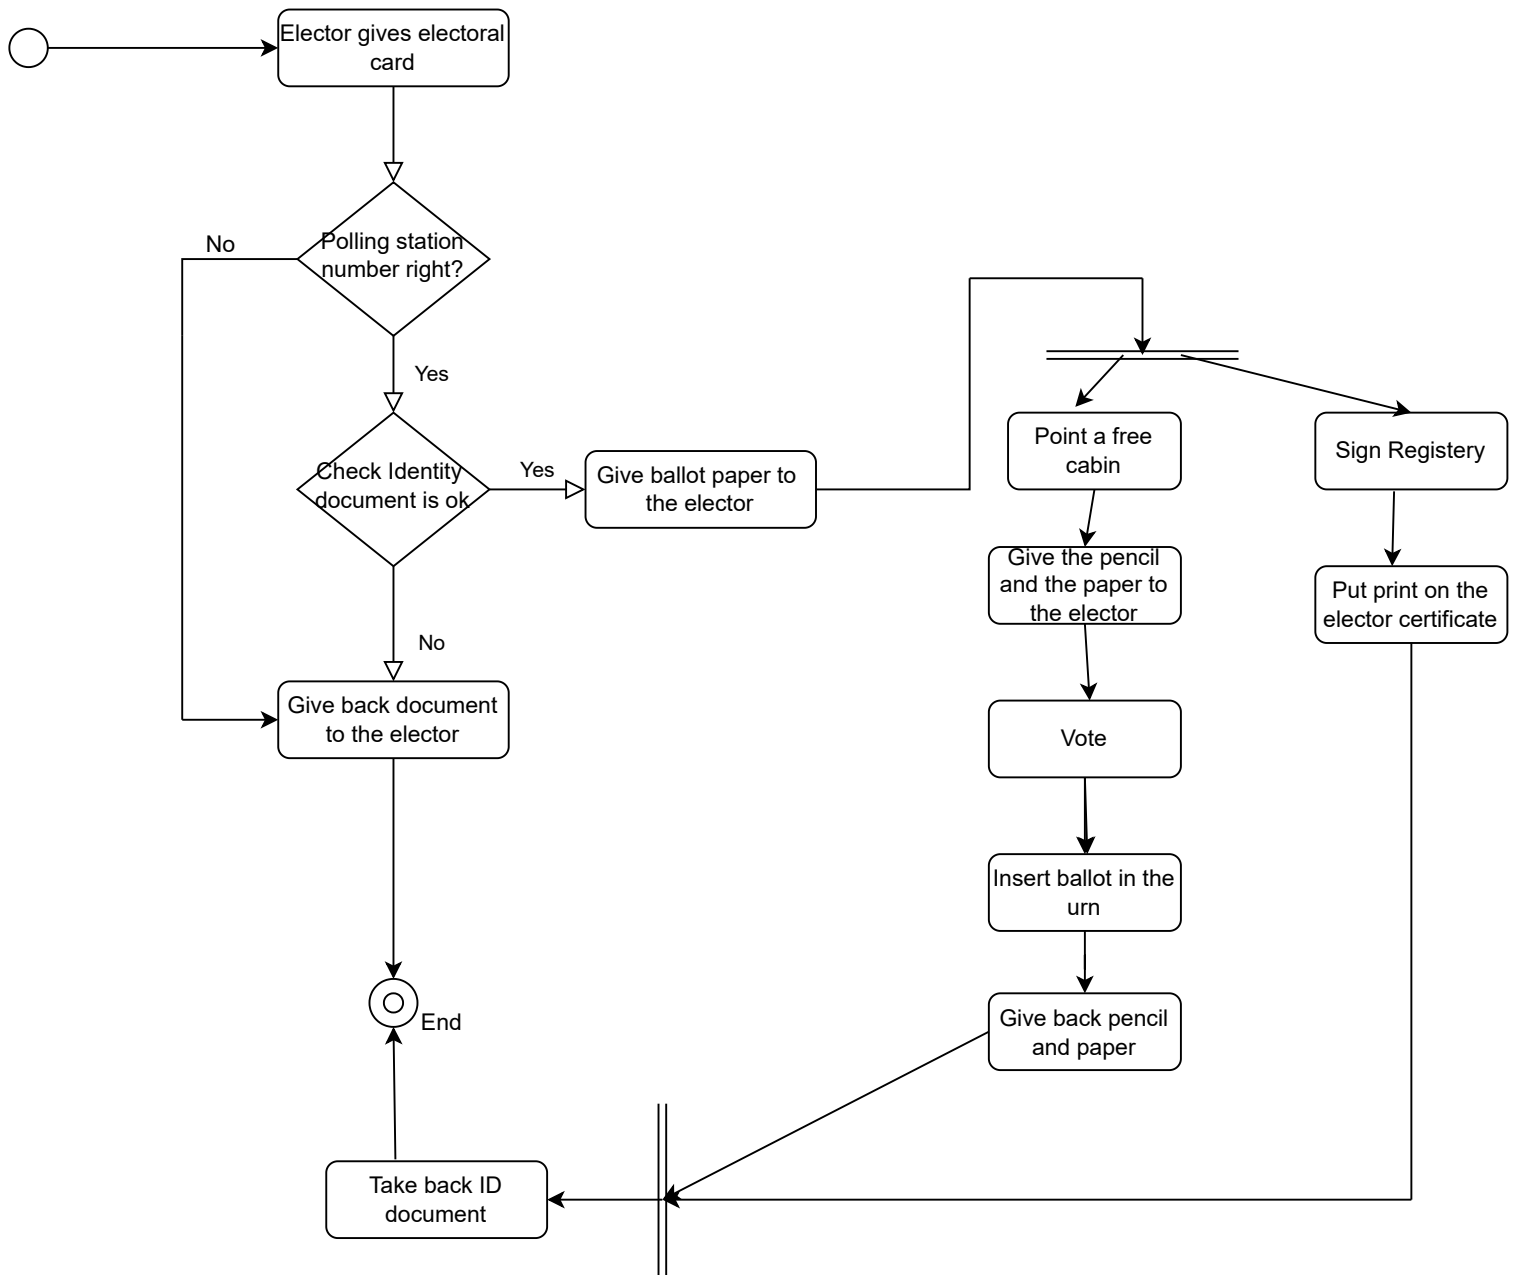 Elector gives electoral
card
No
Polling station
number right?
Yes
Check Identity
document is ok
Yes
Give ballot paper to
the elector
Point a free
cabin
Sign Registery
Give the pencil
and the paper to
the elector
Put print on the
elector certificate
No
Give back document
to the elector
Vote
Insert ballot in the
urn
End
Give back pencil
and paper
Take back ID
document